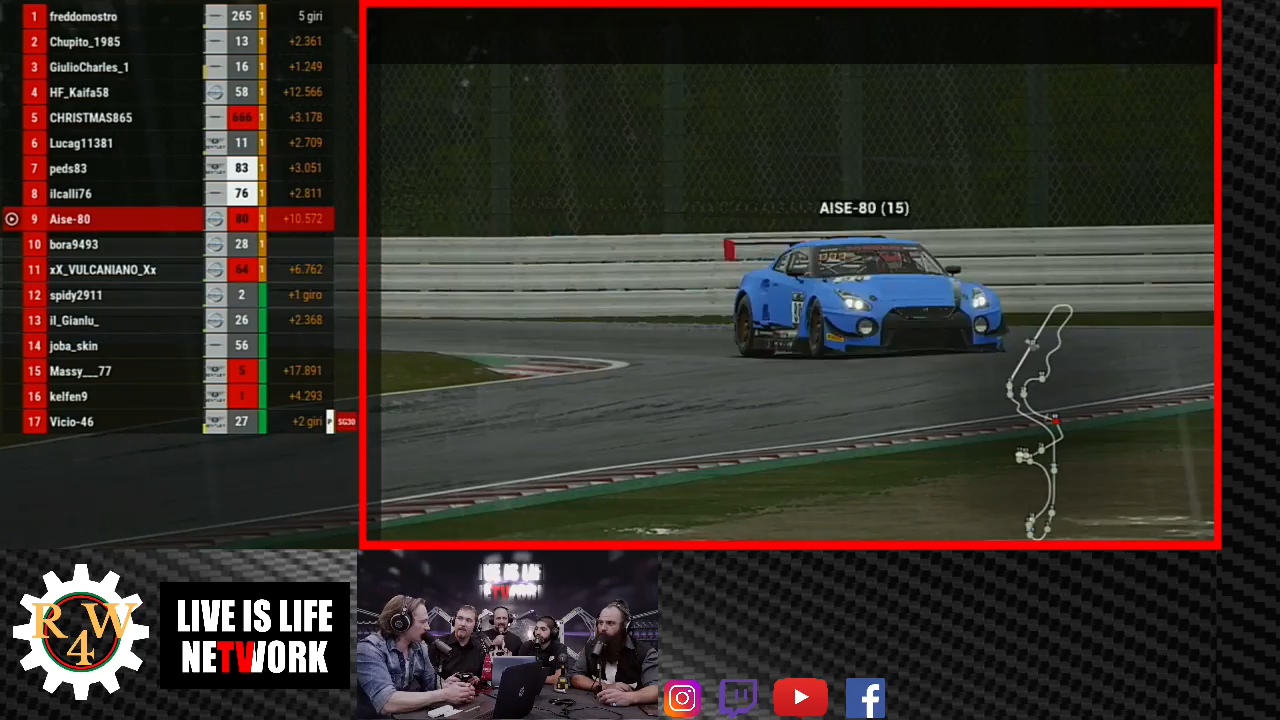 1 freddomostro 265 1 5 giri
2 Chupito_1985 13 1 +2.361
3 GiulioCharles_1 16 1 +1.249
4 HF_Kaifa58 58 1 +12.566
5 CHRISTMAS865 666 1 +3.178
6 Lucag11381 11 1 +2.709
7 peds83 83 1 +3.051
8 ilcalli76 76 1 +2.811
9 Aise-80 80 1 +10.572
10 bora9493 28 1
11 xX_VULCANIANO_Xx 64 1 +6.762
12 spidy2911 2 +1 giro
13 il_Gianlu_ 26 +2.368
14 joba_skin 56
15 Massy___77 5 +17.891
16 kelfen9 1 +4.293
17 Vicio-46 27 +2 giri P SG30
AISE-80 (15)
R4W
LIVE IS LIFE
NETVVORK